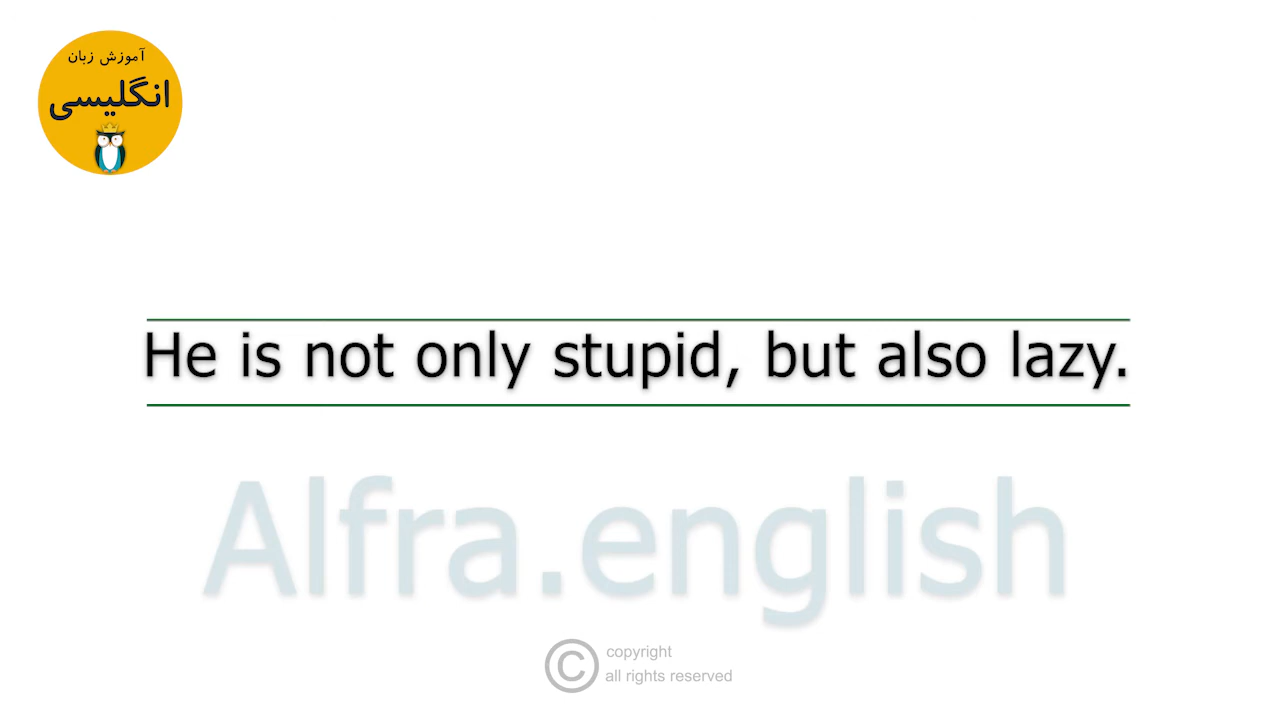 آموزش زبان
انگلیسی
He is not only stupid, but also lazy.
Alfra.english
© copyright
all rights reserved